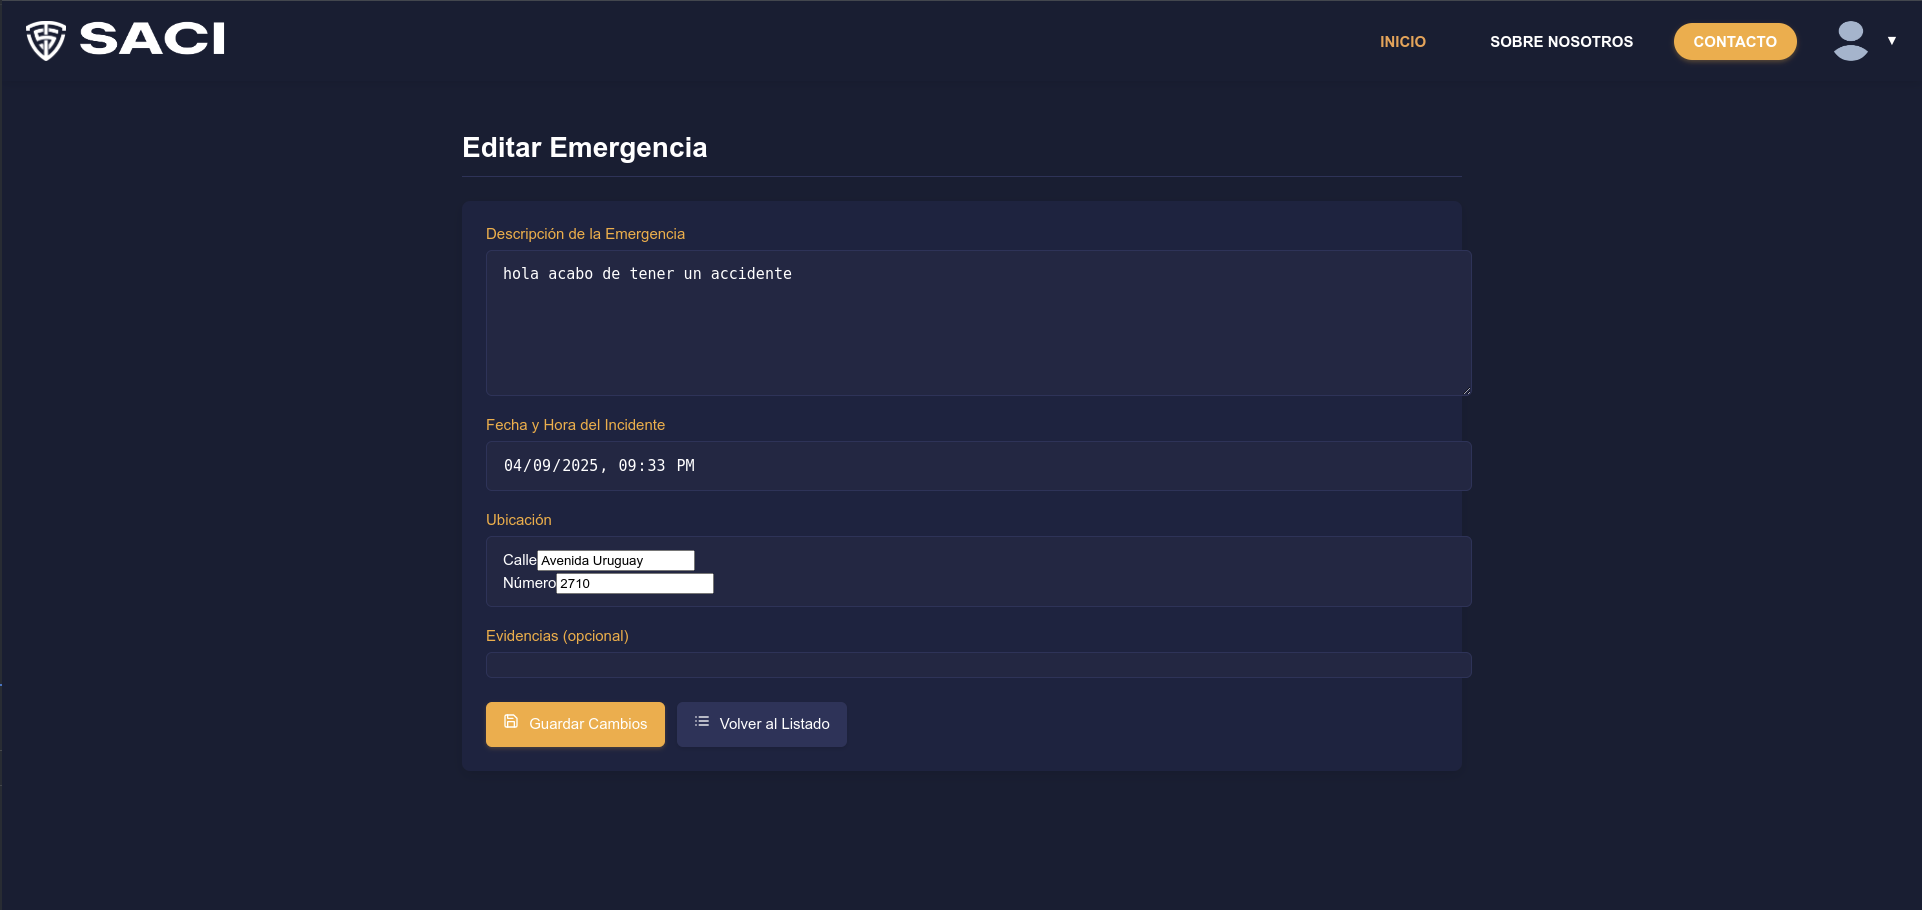 SACI
INICIO
SOBRE NOSOTROS
CONTACTO
▼
Editar Emergencia
Descripción de la Emergencia
hola acabo de tener un accidente
Fecha y Hora del Incidente
04/09/2025, 09:33 PM
Ubicación
Calle Avenida Uruguay
Número 2710
Evidencias (opcional)
Guardar Cambios
Volver al Listado